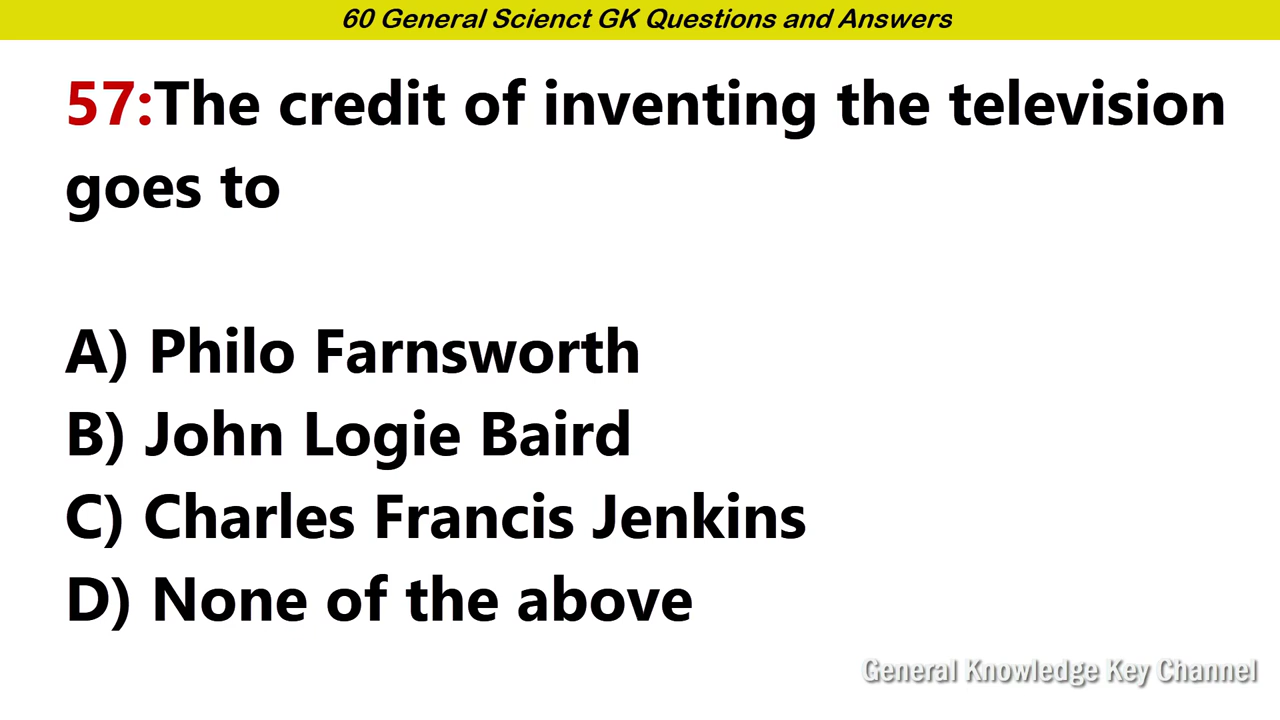 60 General Scienct GK Questions and Answers
57:The credit of inventing the television
goes to
A) Philo Farnsworth
B) John Logie Baird
C) Charles Francis Jenkins
D) None of the above
General Knowledge Key Channel